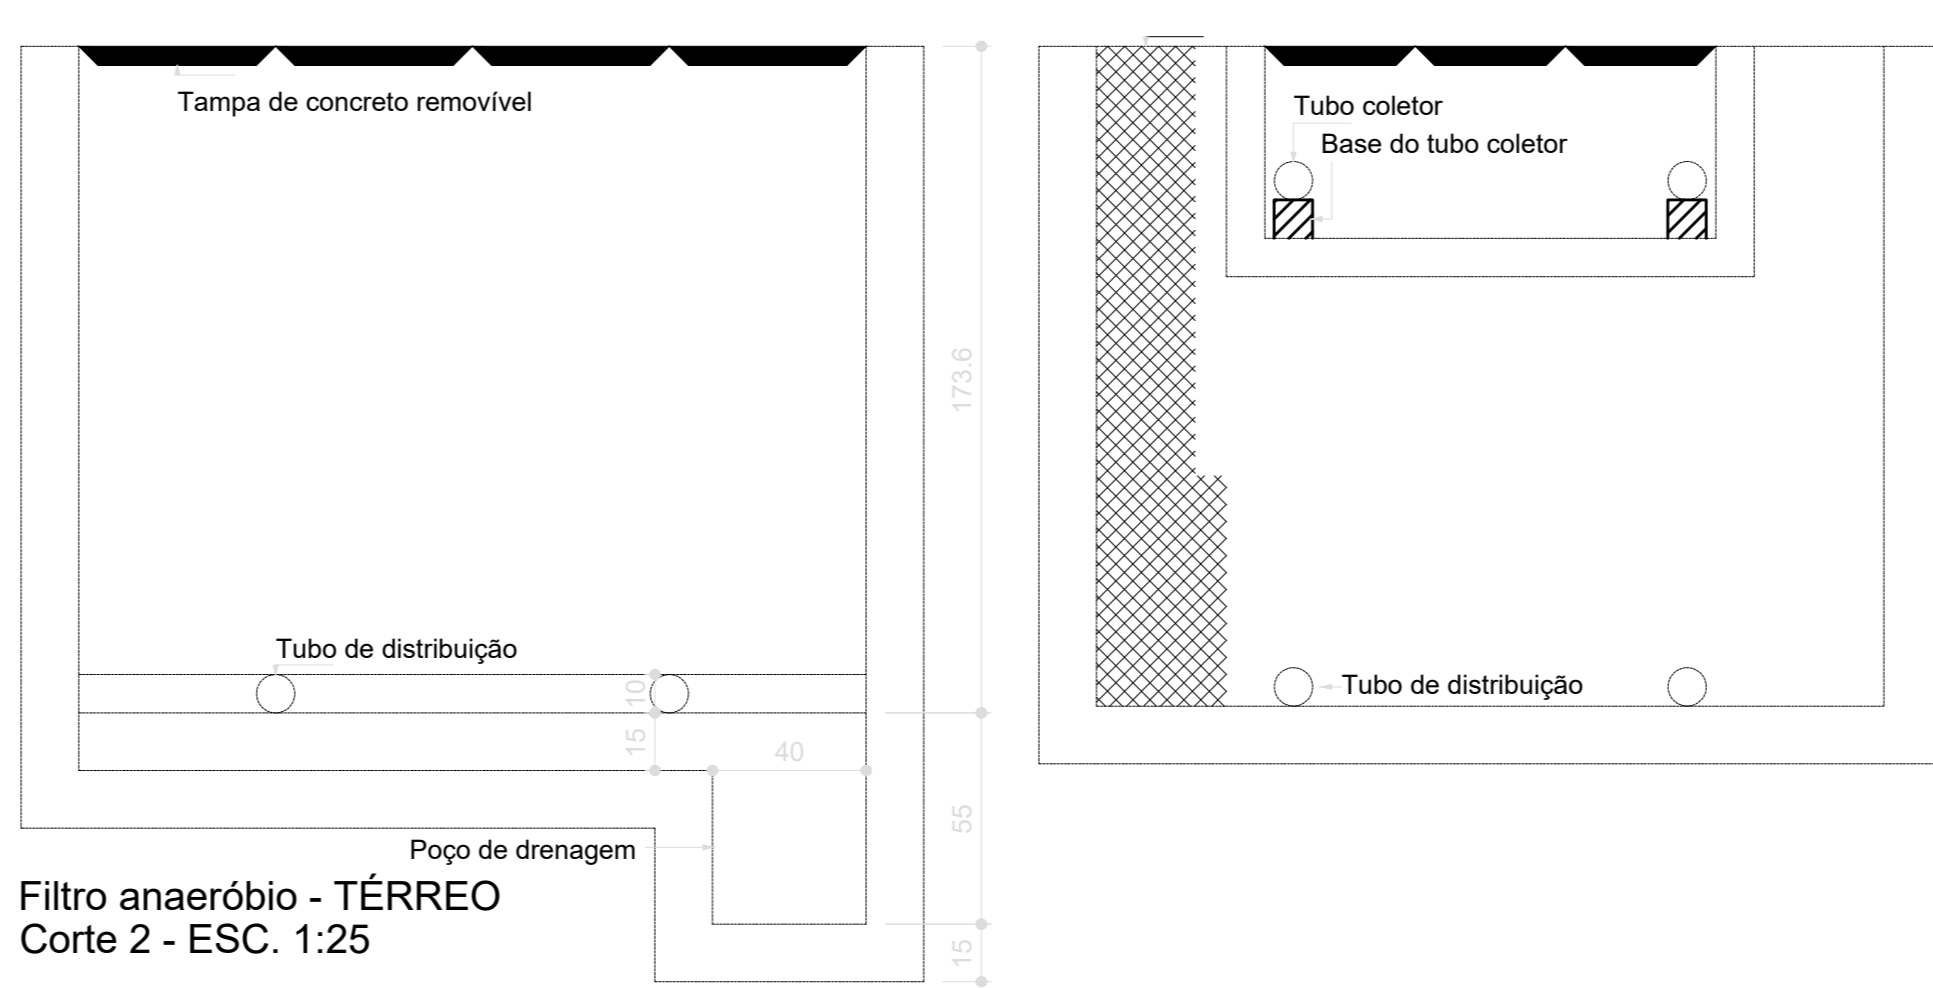 Tampa de concreto removível
Tubo coletor
Base do tubo coletor
173.6
Tubo de distribuição
10
Tubo de distribuição
15
40
55
Poço de drenagem
Filtro anaeróbio - TÉRREO
Corte 2 - ESC. 1:25
15